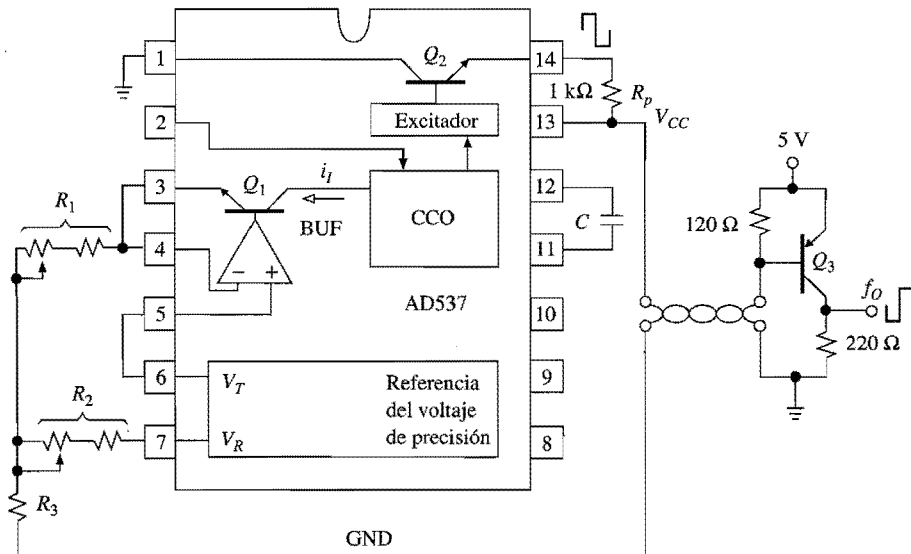 1
Q2
14
1 kΩ
Rp
Excitador
2
13
VCC
5 V
3
Q1
iI
12
R1
BUF
CCO
C
120 Ω
4
11
Q3
AD537
fO
5
10
220 Ω
6
VT
Referencia
9
R2
del voltaje
7
VR
de precisión
8
R3
GND